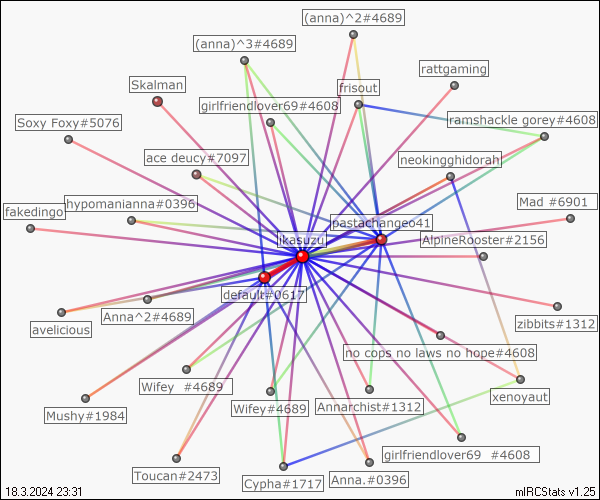 (anna)^2#4689
(anna)^3#4689
rattgaming
Skalman
frisout
girlfriendlover69#4608
Soxy Foxy#5076
ramshackle gorey#4608
ace deucy#7097
neokingghidorah
hypomanianna#0396
Mad #6901
fakedingo
pastachangeo41
ikasuzu
AlpineRooster#2156
default#0617
Anna^2#4689
zibbits#1312
avelicious
no cops no laws no hope#4608
Wifey #4689
xenoyaut
Wifey#4689
Annarchist#1312
Mushy#1984
girlfriendlover69 #4608
Toucan#2473
Anna.#0396
Cypha#1717
18.3.2024 23:31
mIRCStats v1.25